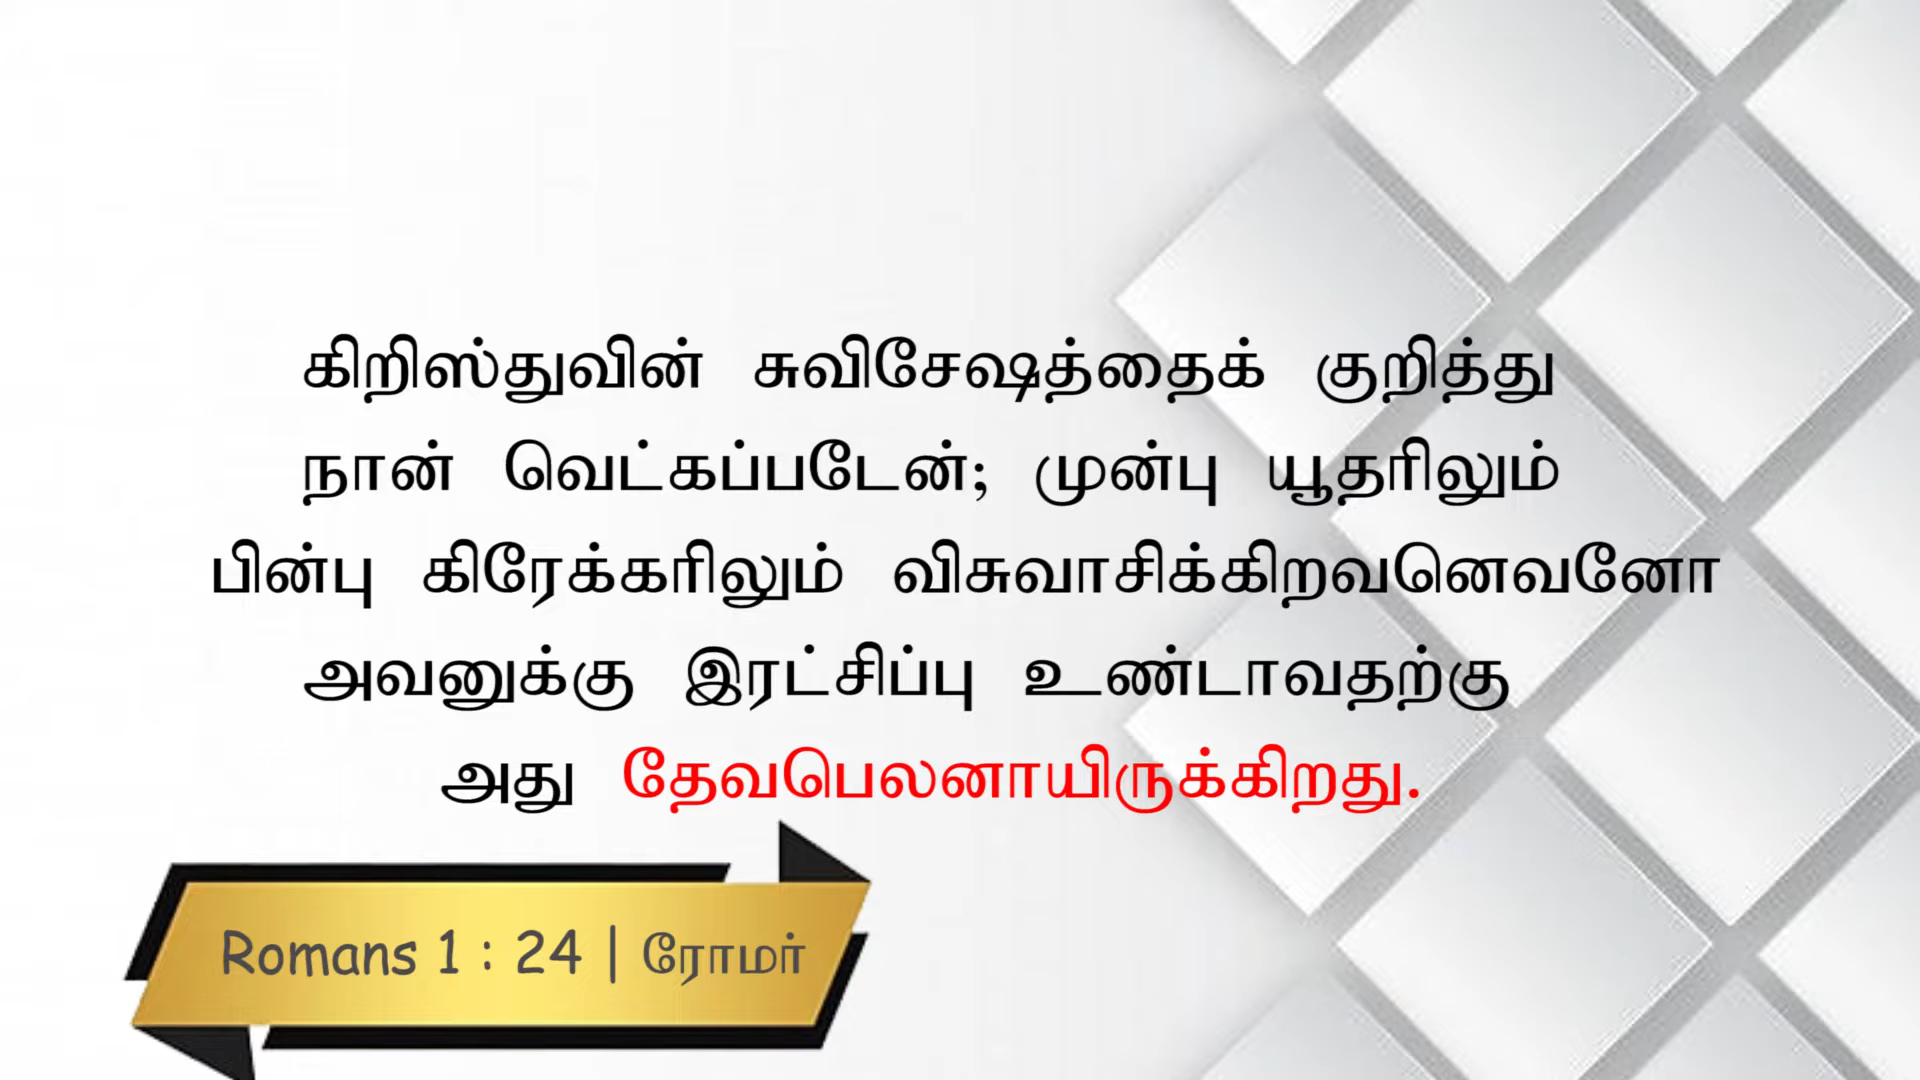 கிறிஸ்துவின் சுவிசேஷத்தைக் குறித்து
நான் வெட்கப்படேன்; முன்பு யூதரிலும்
பின்பு கிரேக்கரிலும் விசுவாசிக்கிறவனெவனோ
அவனுக்கு இரட்சிப்பு உண்டாவதற்கு
அது தேவபெலனாயிருக்கிறது.
Romans 1 : 24 | ரோமர்